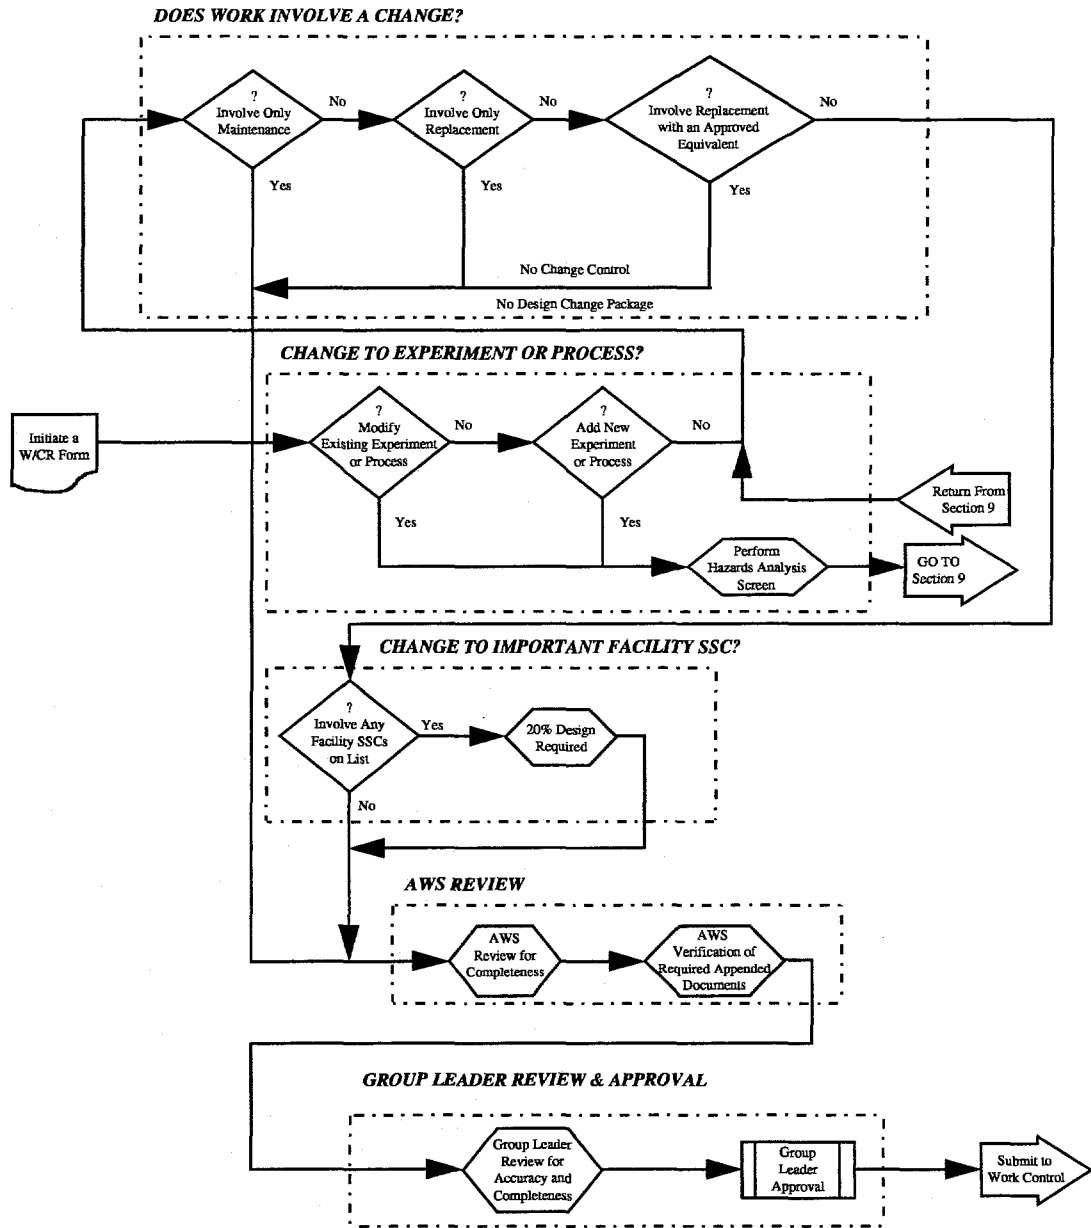 DOES WORK INVOLVE A CHANGE?
?
Involve Only
Maintenance
No
Yes
?
Involve Only
Replacement
No
Yes
?
Involve Replacement
with an Approved
Equivalent
No
Yes
No Change Control
No Design Change Package
CHANGE TO EXPERIMENT OR PROCESS?
Initiate a
W/CR Form
?
Modify
Existing Experiment
or Process
No
Yes
?
Add New
Experiment
or Process
No
Yes
Return From
Section 9
Perform
Hazards Analysis
Screen
GO TO
Section 9
CHANGE TO IMPORTANT FACILITY SSC?
?
Involve Any
Facility SSCs
on List
Yes
No
20% Design
Required
AWS REVIEW
AWS
Review for
Completeness
AWS
Verification of
Required Appended
Documents
GROUP LEADER REVIEW & APPROVAL
Group Leader
Review for
Accuracy and
Completeness
Group
Leader
Approval
Submit to
Work Control